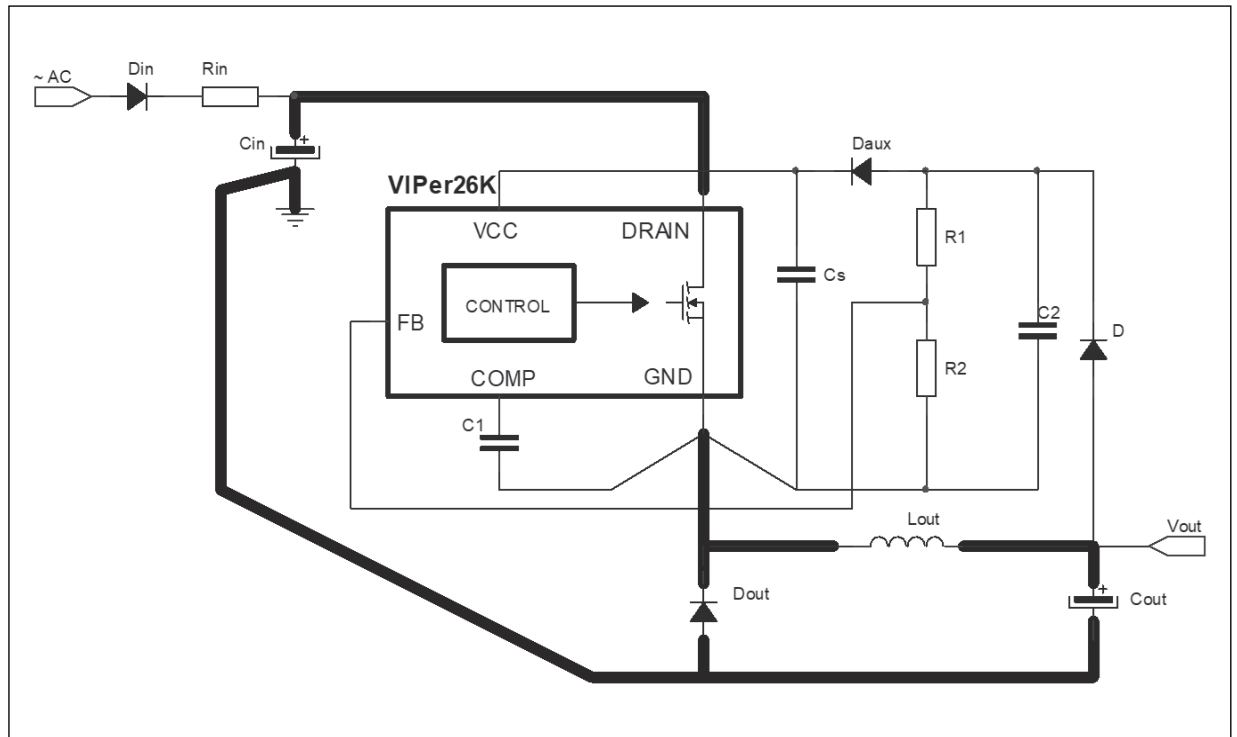 ~ AC
Din
Rin
Cin
+
Daux
VIPer26K
VCC
DRAIN
R1
Cs
CONTROL
FB
C2
D
R2
COMP
GND
C1
Lout
Vout
Dout
+
Cout